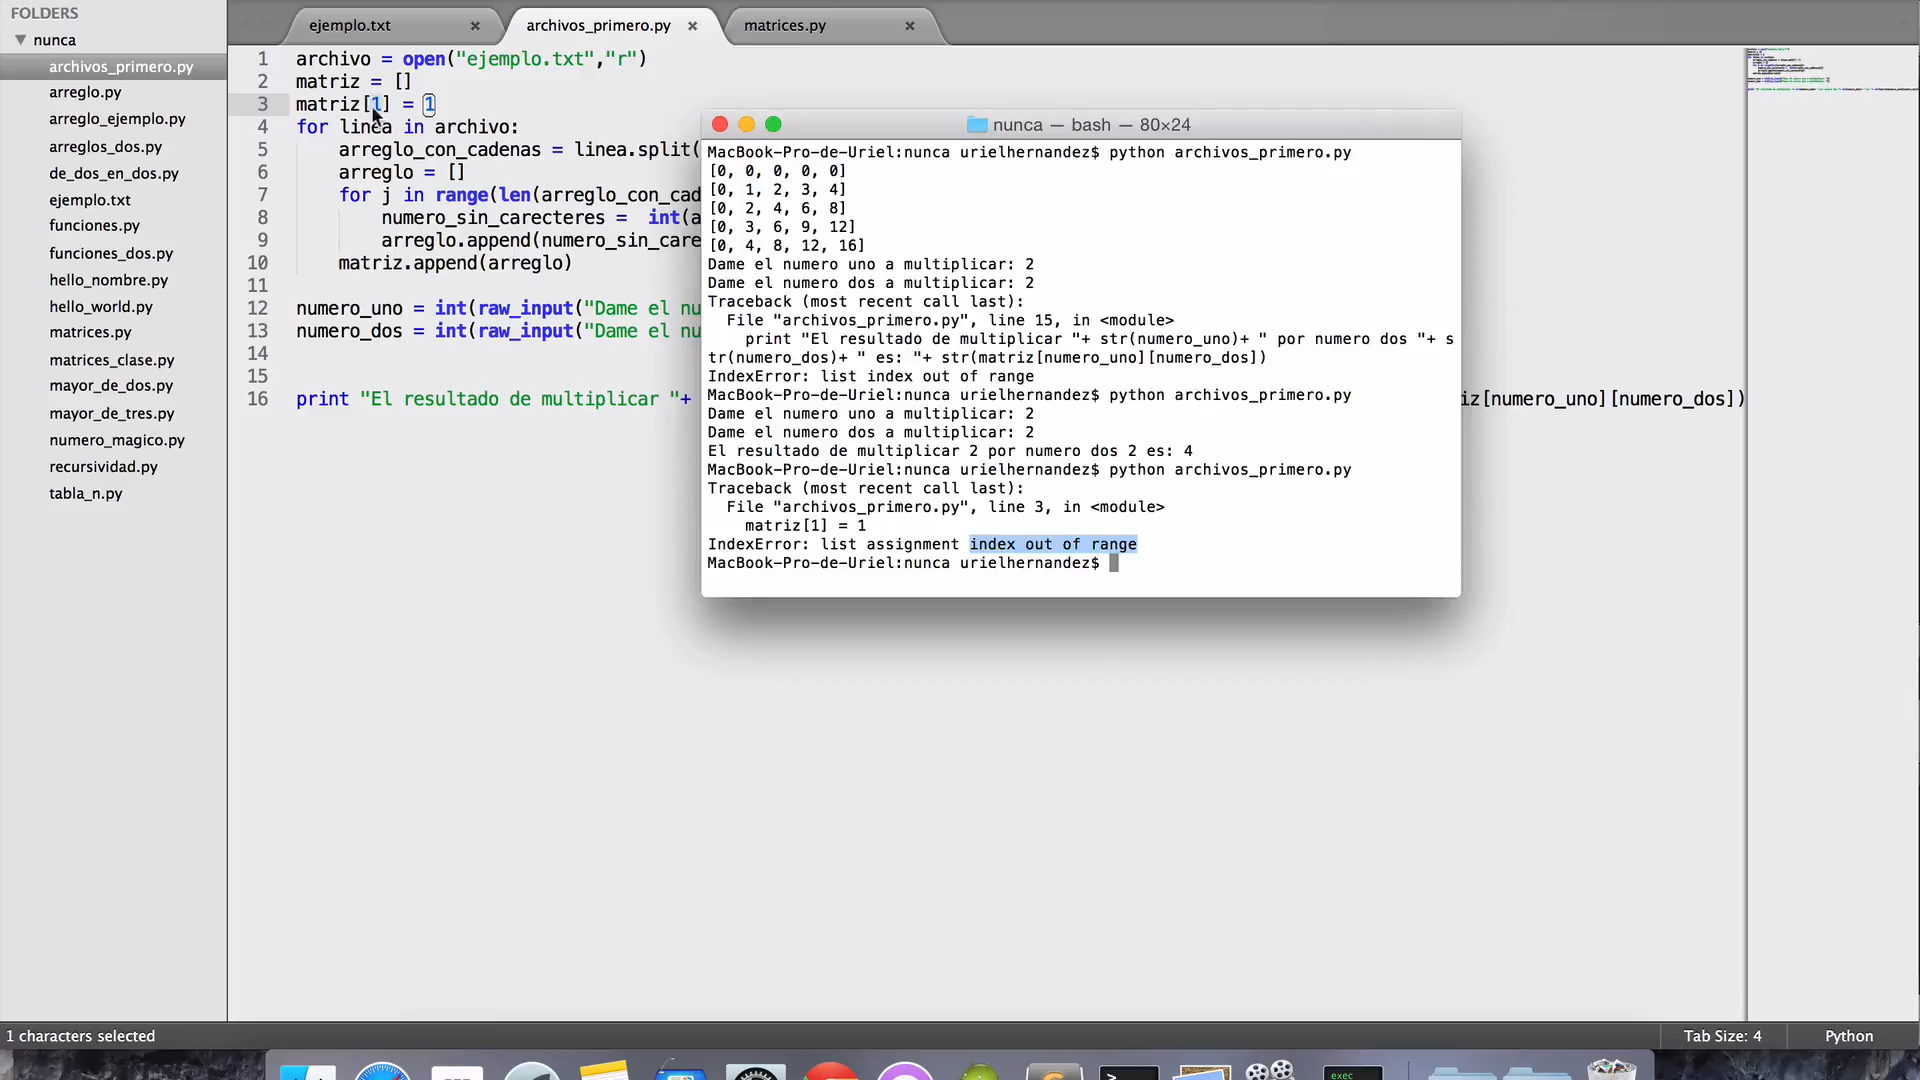 FOLDERS
nunca
archivos_primero.py
arreglo.py
arreglo_ejemplo.py
arreglos_dos.py
de_dos_en_dos.py
ejemplo.txt
funciones.py
funciones_dos.py
hello_nombre.py
hello_world.py
matrices.py
matrices_clase.py
mayor_de_dos.py
mayor_de_tres.py
numero_magico.py
recursividad.py
tabla_n.py
ejemplo.txt
archivos_primero.py
matrices.py
1 archivo = open("ejemplo.txt","r")
2 matriz = []
3 matriz[1] = 1
4 for linea in archivo:
5 arreglo_con_cadenas = linea.split(
6 arreglo = []
7 for j in range(len(arreglo_con_cad
8 numero_sin_carecteres = int(a
9 arreglo.append(numero_sin_care
10 matriz.append(arreglo)
11
12 numero_uno = int(raw_input("Dame el nu
13 numero_dos = int(raw_input("Dame el nu
14
15
16 print "El resultado de multiplicar "+ iz[numero_uno][numero_dos])
nunca — bash — 80×24
MacBook-Pro-de-Uriel:nunca urielhernandez$ python archivos_primero.py
[0, 0, 0, 0, 0]
[0, 1, 2, 3, 4]
[0, 2, 4, 6, 8]
[0, 3, 6, 9, 12]
[0, 4, 8, 12, 16]
Dame el numero uno a multiplicar: 2
Dame el numero dos a multiplicar: 2
Traceback (most recent call last):
File "archivos_primero.py", line 15, in <module>
print "El resultado de multiplicar "+ str(numero_uno)+ " por numero dos "+ s
tr(numero_dos)+ " es: "+ str(matriz[numero_uno][numero_dos])
IndexError: list index out of range
MacBook-Pro-de-Uriel:nunca urielhernandez$ python archivos_primero.py
Dame el numero uno a multiplicar: 2
Dame el numero dos a multiplicar: 2
El resultado de multiplicar 2 por numero dos 2 es: 4
MacBook-Pro-de-Uriel:nunca urielhernandez$ python archivos_primero.py
Traceback (most recent call last):
File "archivos_primero.py", line 3, in <module>
matriz[1] = 1
IndexError: list assignment index out of range
MacBook-Pro-de-Uriel:nunca urielhernandez$
1 characters selected
Tab Size: 4
Python
exec